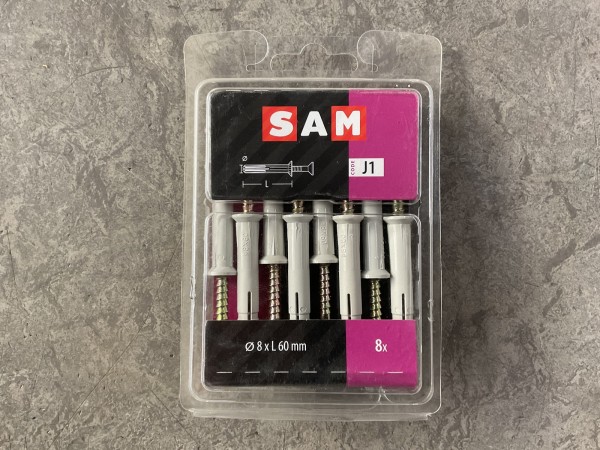 SAM
Ø
L
CODE J1
Ø 8 x L 60 mm
8x